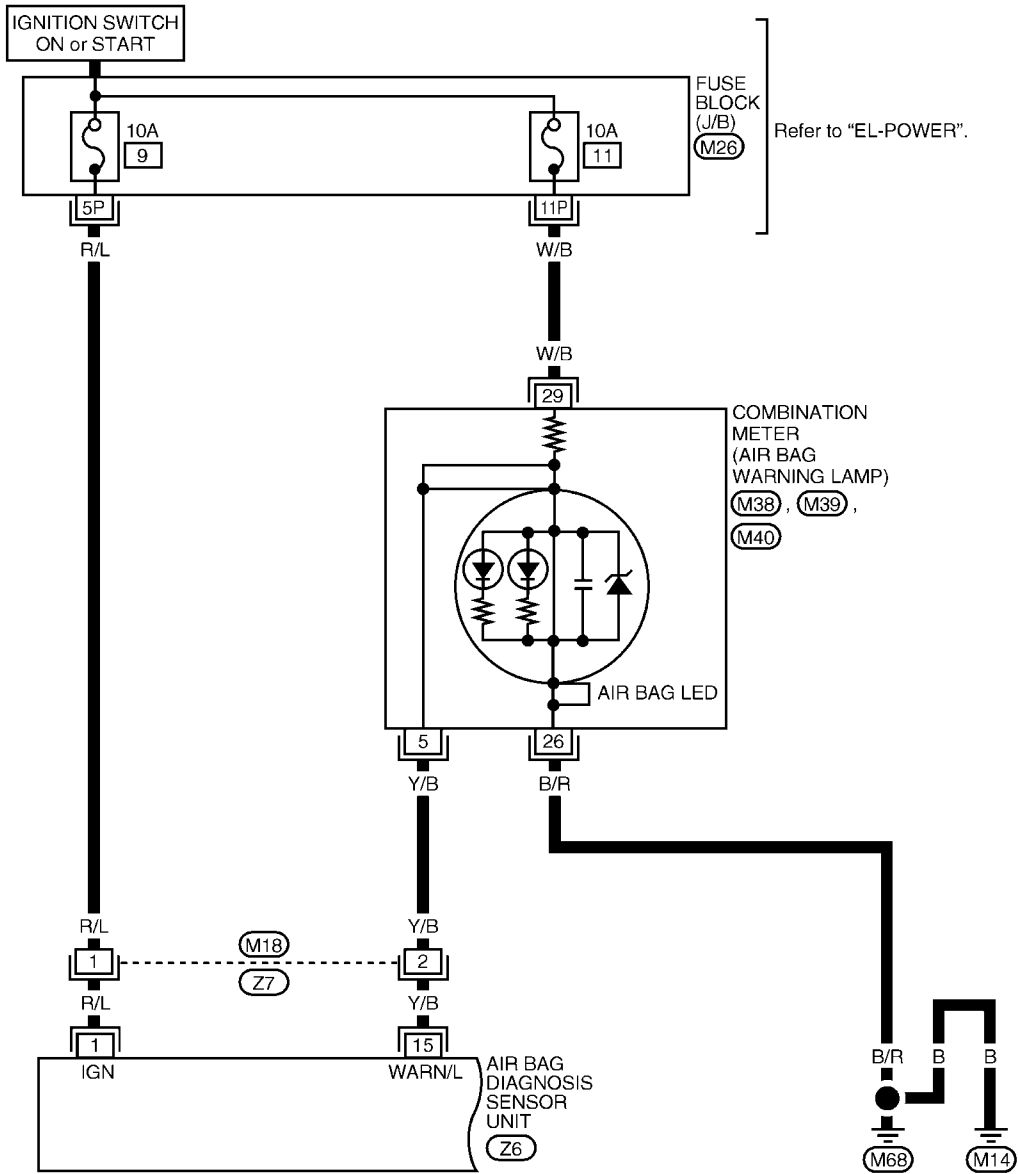 IGNITION SWITCH
ON or START
FUSE
BLOCK
(J/B)
M26
Refer to “EL-POWER”.
10A
9
10A
11
5P
11P
R/L
W/B
W/B
29
COMBINATION
METER
(AIR BAG
WARNING LAMP)
M38 , M39 ,
M40
AIR BAG LED
5
26
Y/B
B/R
R/L
Y/B
M18
1
2
Z7
R/L
Y/B
1
15
IGN
WARN/L
AIR BAG
DIAGNOSIS
SENSOR
UNIT
Z6
B/R
B
B
M68
M14